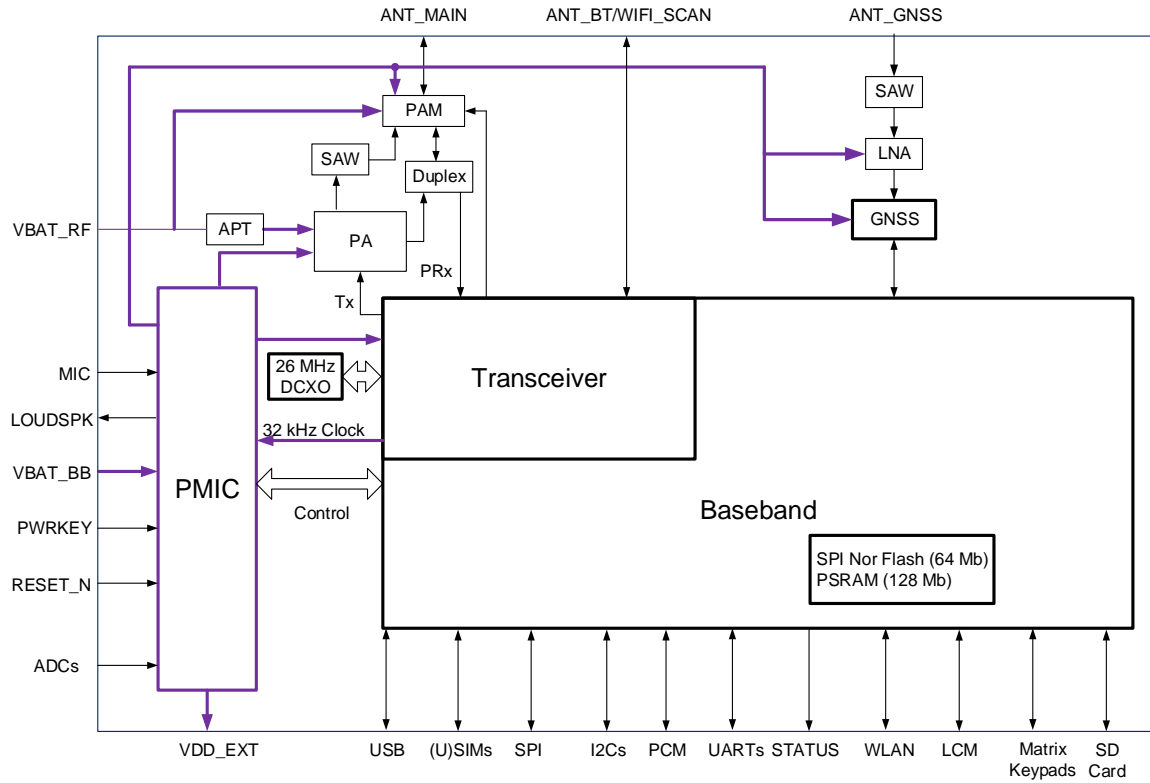 ANT_MAIN
ANT_BT/WIFI_SCAN
ANT_GNSS
SAW
PAM
SAW
LNA
Duplex
VBAT_RF
APT
PA
GNSS
PRx
Tx
MIC
26 MHz
DCXO
Transceiver
LOUDSPK
32 kHz Clock
VBAT_BB
PMIC
Control
Baseband
PWRKEY
SPI Nor Flash (64 Mb)
PSRAM (128 Mb)
RESET_N
ADCs
VDD_EXT
USB
(U)SIMs
SPI
I2Cs
PCM
UARTs
STATUS
WLAN
LCM
Matrix
Keypads
SD
Card